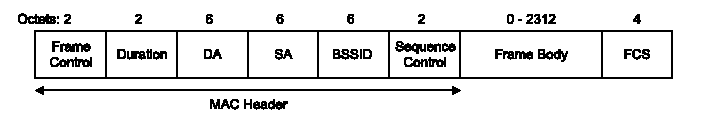 Octets: 2 2 6 6 6 2 0 - 2312 4
Frame Control Duration DA SA BSSID Sequence Control Frame Body FCS
MAC Header